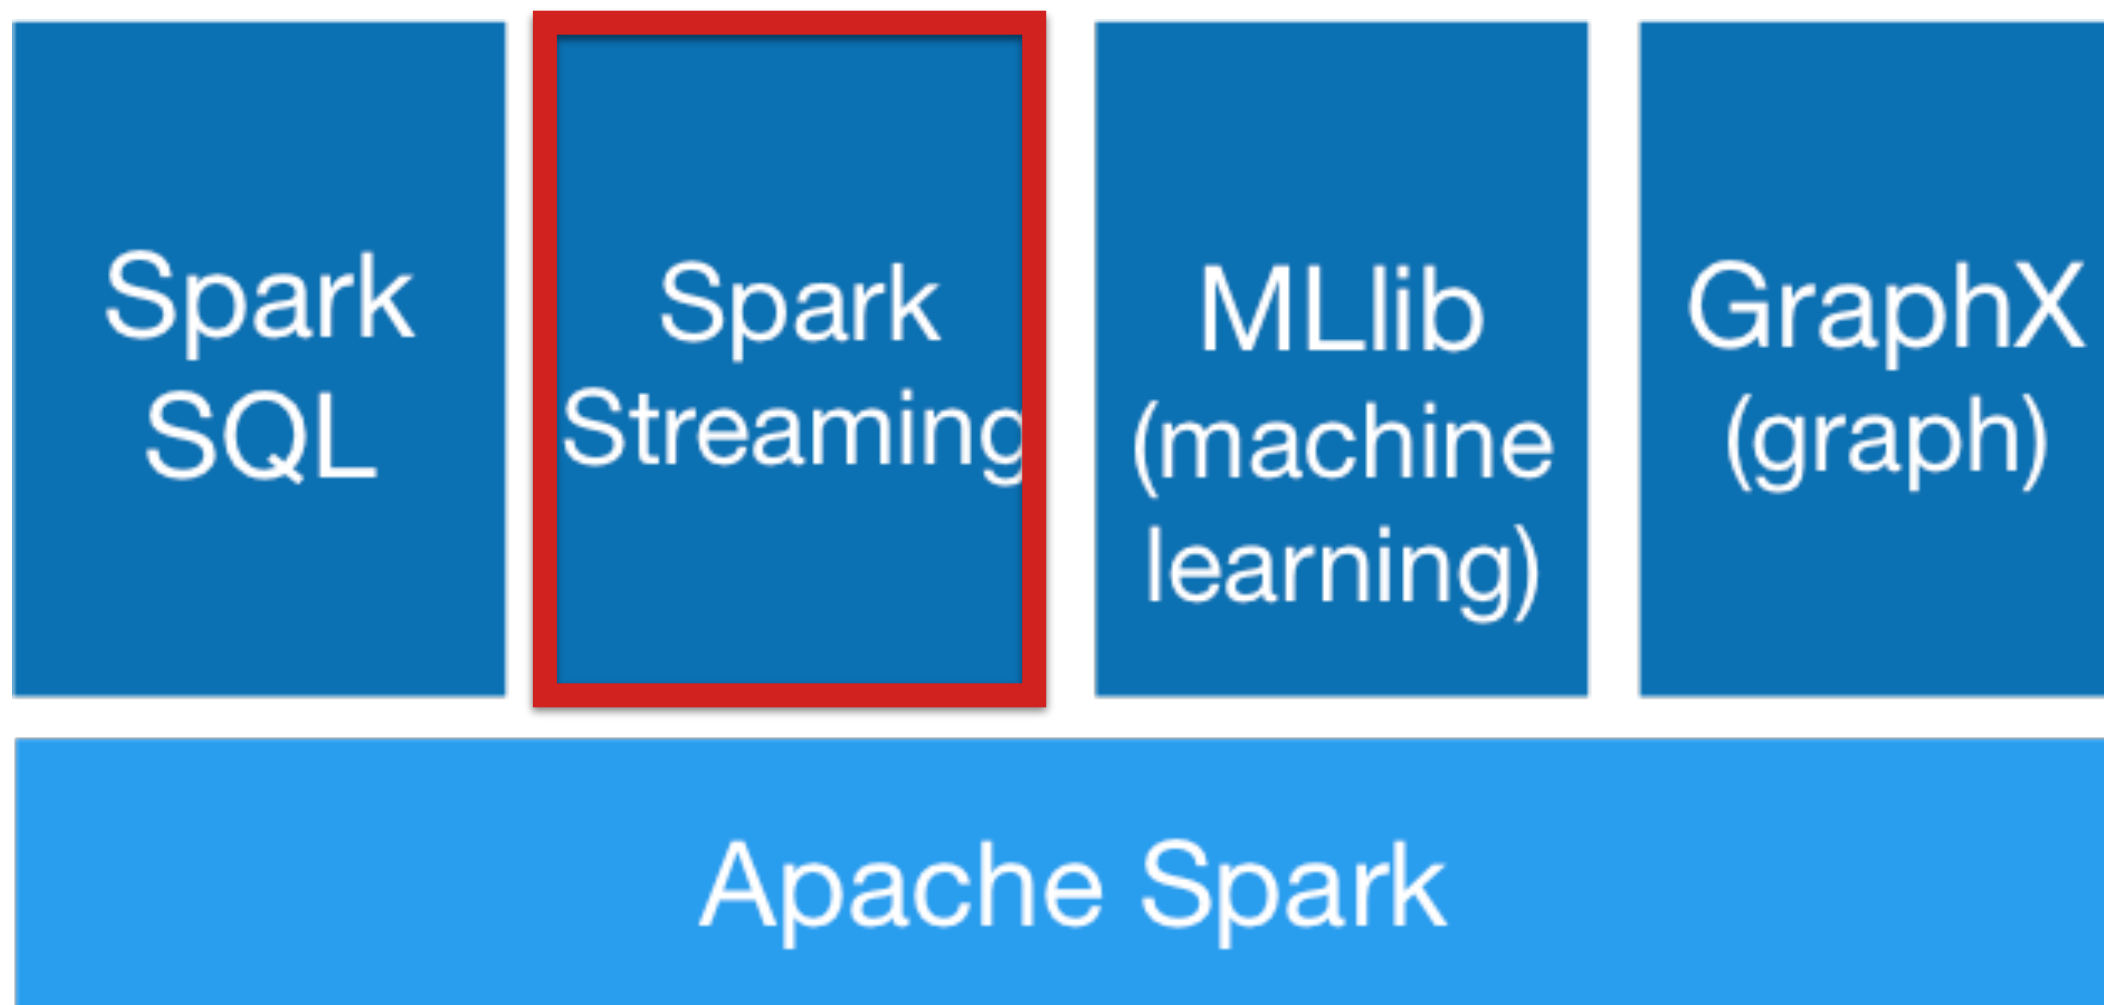 Spark
SQL
Spark
Streaming
MLlib
(machine
learning)
GraphX
(graph)
Apache Spark